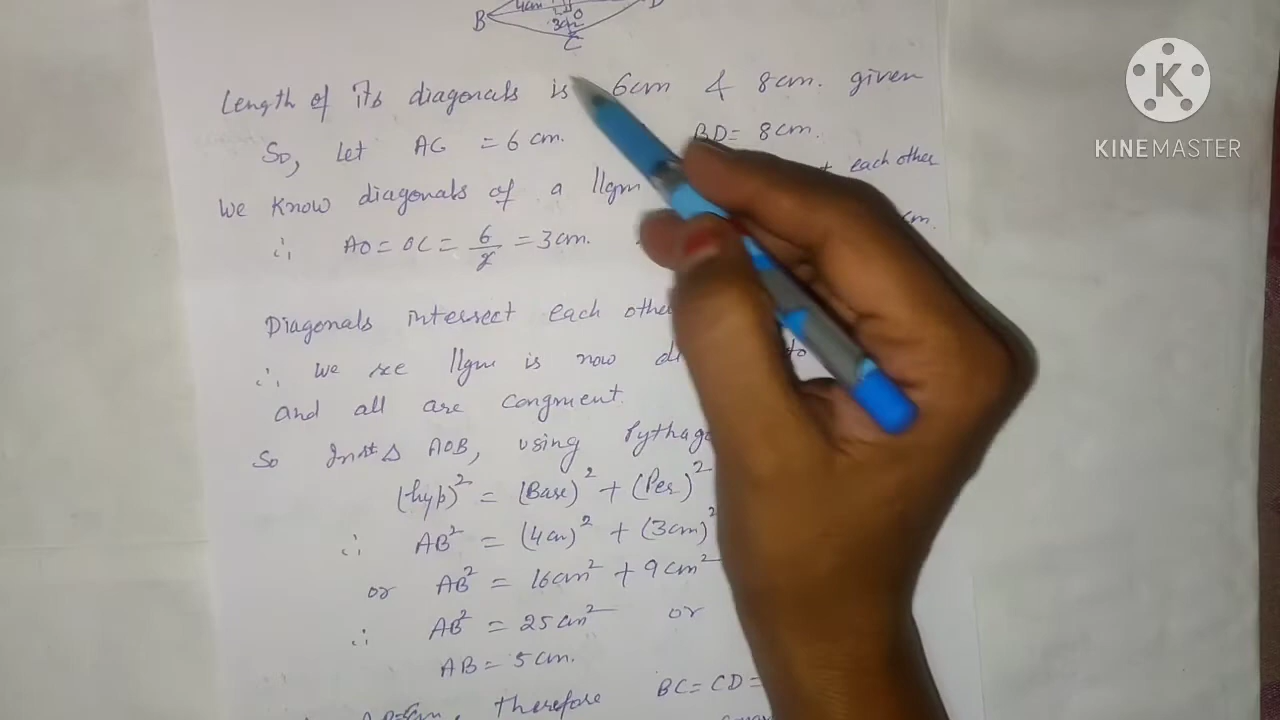 B
4cm
O
3cm
C
K
KINEMASTER
Length of its diagonals is 6cm & 8cm. given
So, Let AC = 6 cm. BD = 8cm.
We know diagonals of a llgm each other
∴ AO = OC = 6/2 = 3cm. cm.
Diagonals intersect each other
∴ We see llgm is now to
and all are congruent.
So In rt Δ AOB, using
(hyp)² = (Base)² + (Per)²
∴ AB² = (4cm)² + (3cm)²
or AB² = 16cm² + 9cm²
∴ AB² = 25cm² or
AB = 5cm.
therefore BC = CD =